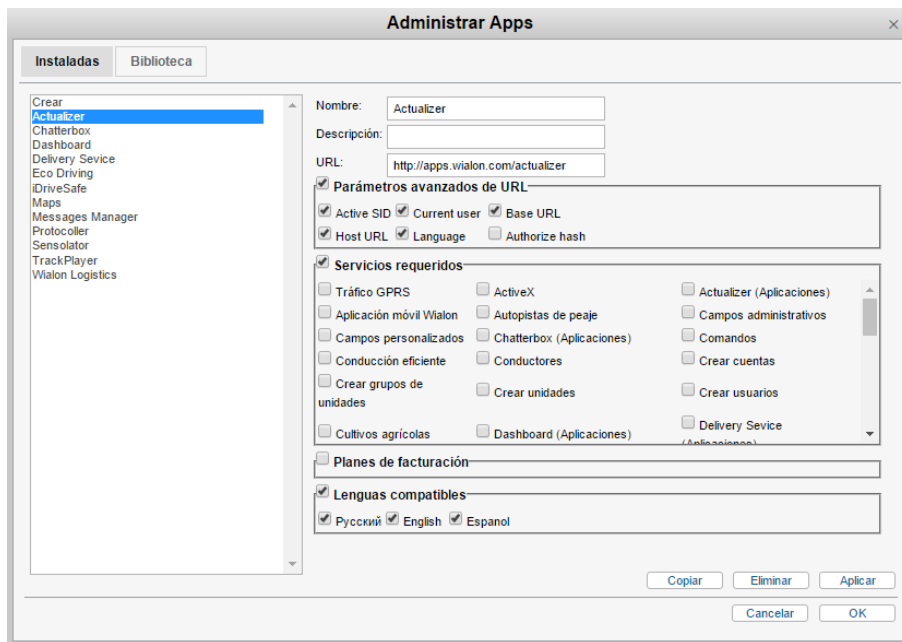 Administrar Apps
Instaladas
Biblioteca
Crear
Actualizer
Chatterbox
Dashboard
Delivery Sevice
Eco Driving
iDriveSafe
Maps
Messages Manager
Protocoller
Sensolator
TrackPlayer
Wialon Logistics
Nombre: Actualizer
Descripción:
URL: http://apps.wialon.com/actualizer
Parámetros avanzados de URL
Active SID Current user Base URL
Host URL Language Authorize hash
Servicios requeridos
Tráfico GPRS ActiveX Actualizer (Aplicaciones)
Aplicación móvil Wialon Autopistas de peaje Campos administrativos
Campos personalizados Chatterbox (Aplicaciones) Comandos
Conducción eficiente Conductores Crear cuentas
Crear grupos de
unidades Crear unidades Crear usuarios
Cultivos agrícolas Dashboard (Aplicaciones) Delivery Sevice
(Aplicaciones)
Planes de facturación
Lenguas compatibles
Русский English Espanol
Copiar Eliminar Aplicar
Cancelar OK